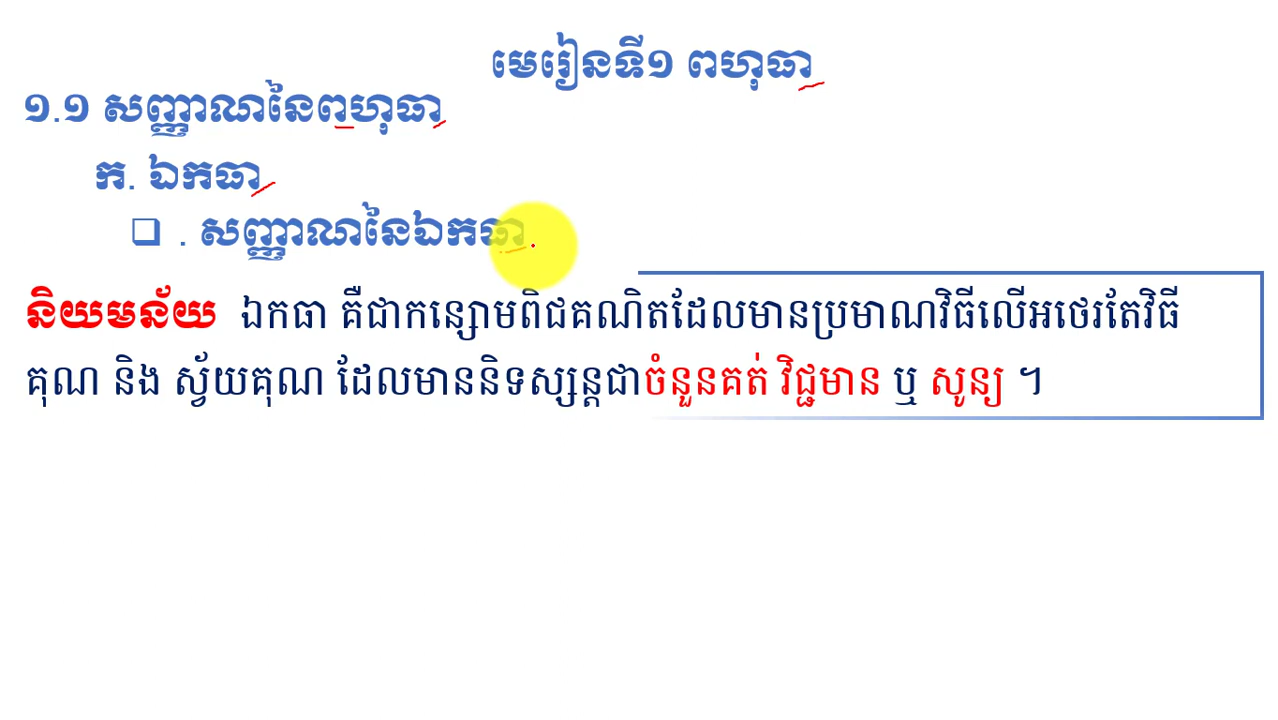 មេរៀនទី១ ពហុធា
១.១ សញ្ញាណនៃពហុធា
ក. ឯកធា
. សញ្ញាណនៃឯកធា
និយមន័យ ឯកធា គឺជាកន្សោមពិជគណិតដែលមានប្រមាណវិធីលើអថេរតែវិធី
គុណ និង ស្វ័យគុណ ដែលមាននិទស្សន្តជាចំនួនគត់ វិជ្ជមាន ឬ សូន្យ ។